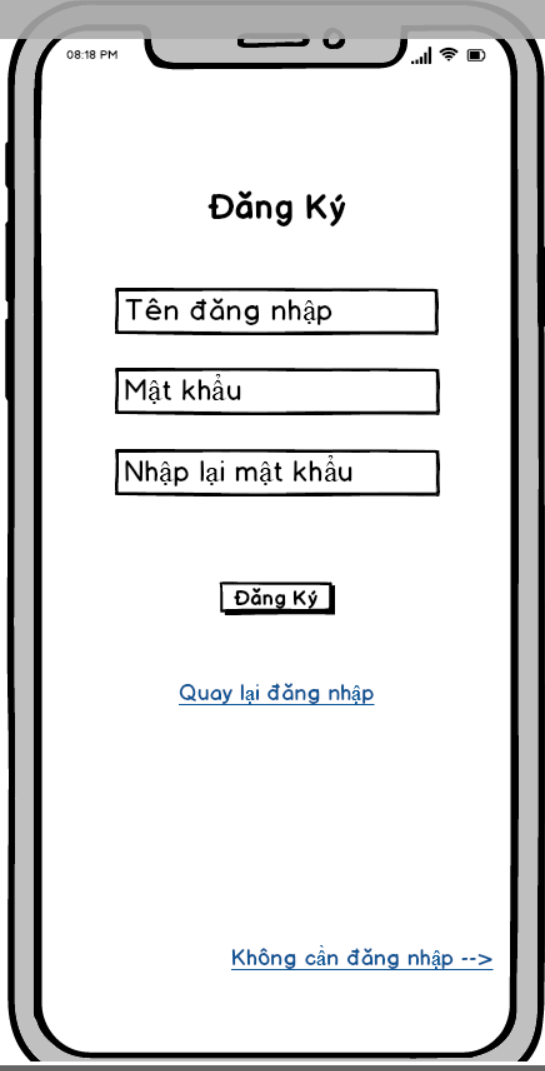 08:18 PM
Đăng Ký
Tên đăng nhập
Mật khẩu
Nhập lại mật khẩu
Đăng Ký
Quay lại đăng nhập
Không cần đăng nhập -->